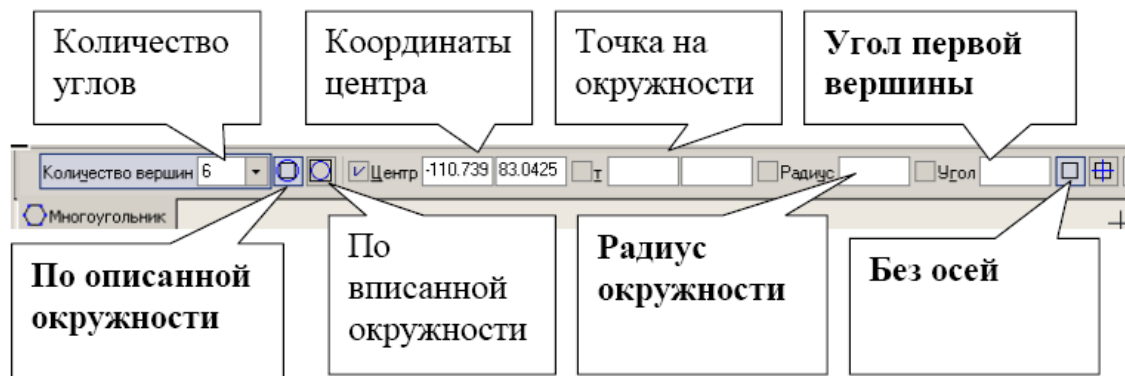 Количество
углов
Координаты
центра
Точка на
окружности
Угол первой
вершины
Количество вершин 6 Центр -110.739 83.0425 т Радиус Угол
Многоугольник
По описанной
окружности
По
вписанной
окружности
Радиус
окружности
Без осей